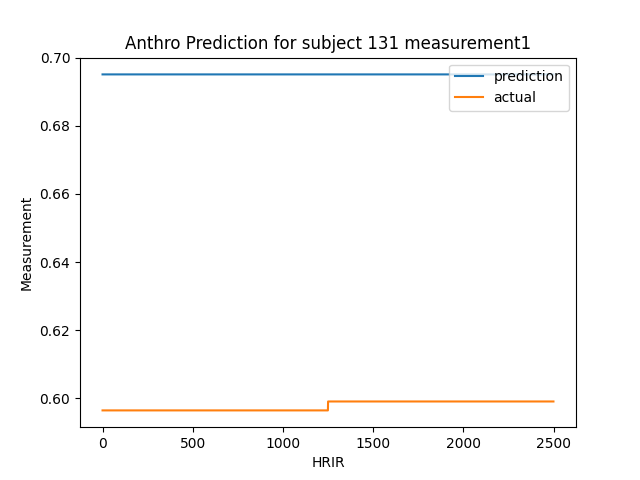 Anthro Prediction for subject 131 measurement1
0.70
0.68
0.66
0.64
0.62
0.60
Measurement
prediction
actual
0 500 1000 1500 2000 2500
HRIR